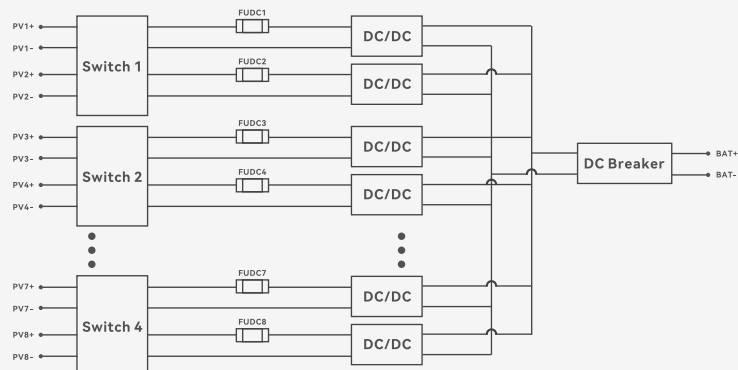 FUDC1
PV1+
PV1-
Switch 1
DC/DC
FUDC2
PV2+
PV2-
DC/DC
FUDC3
PV3+
PV3-
Switch 2
DC/DC
DC Breaker
BAT+
BAT-
FUDC4
PV4+
PV4-
DC/DC
FUDC7
PV7+
PV7-
Switch 4
DC/DC
FUDC8
PV8+
PV8-
DC/DC